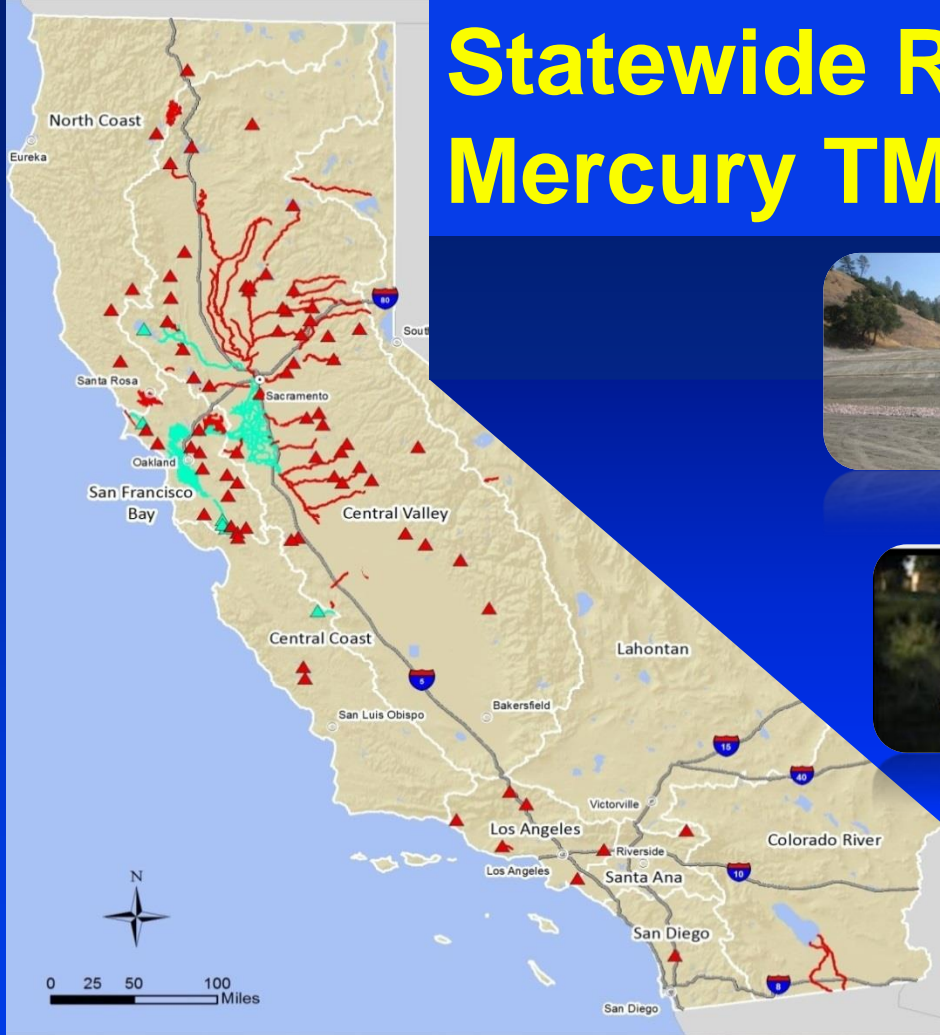 Statewide R
Mercury TM
North Coast
Eureka
80
Sout
Santa Rosa
Sacramento
Oakland
San Francisco
Bay
Central Valley
Central Coast
Lahontan
5
San Luis Obispo
Bakersfield
15
40
Victorville
Los Angeles
Colorado River
Riverside
Los Angeles
Santa Ana
10
N
San Diego
0 25 50 100
Miles
8
San Diego